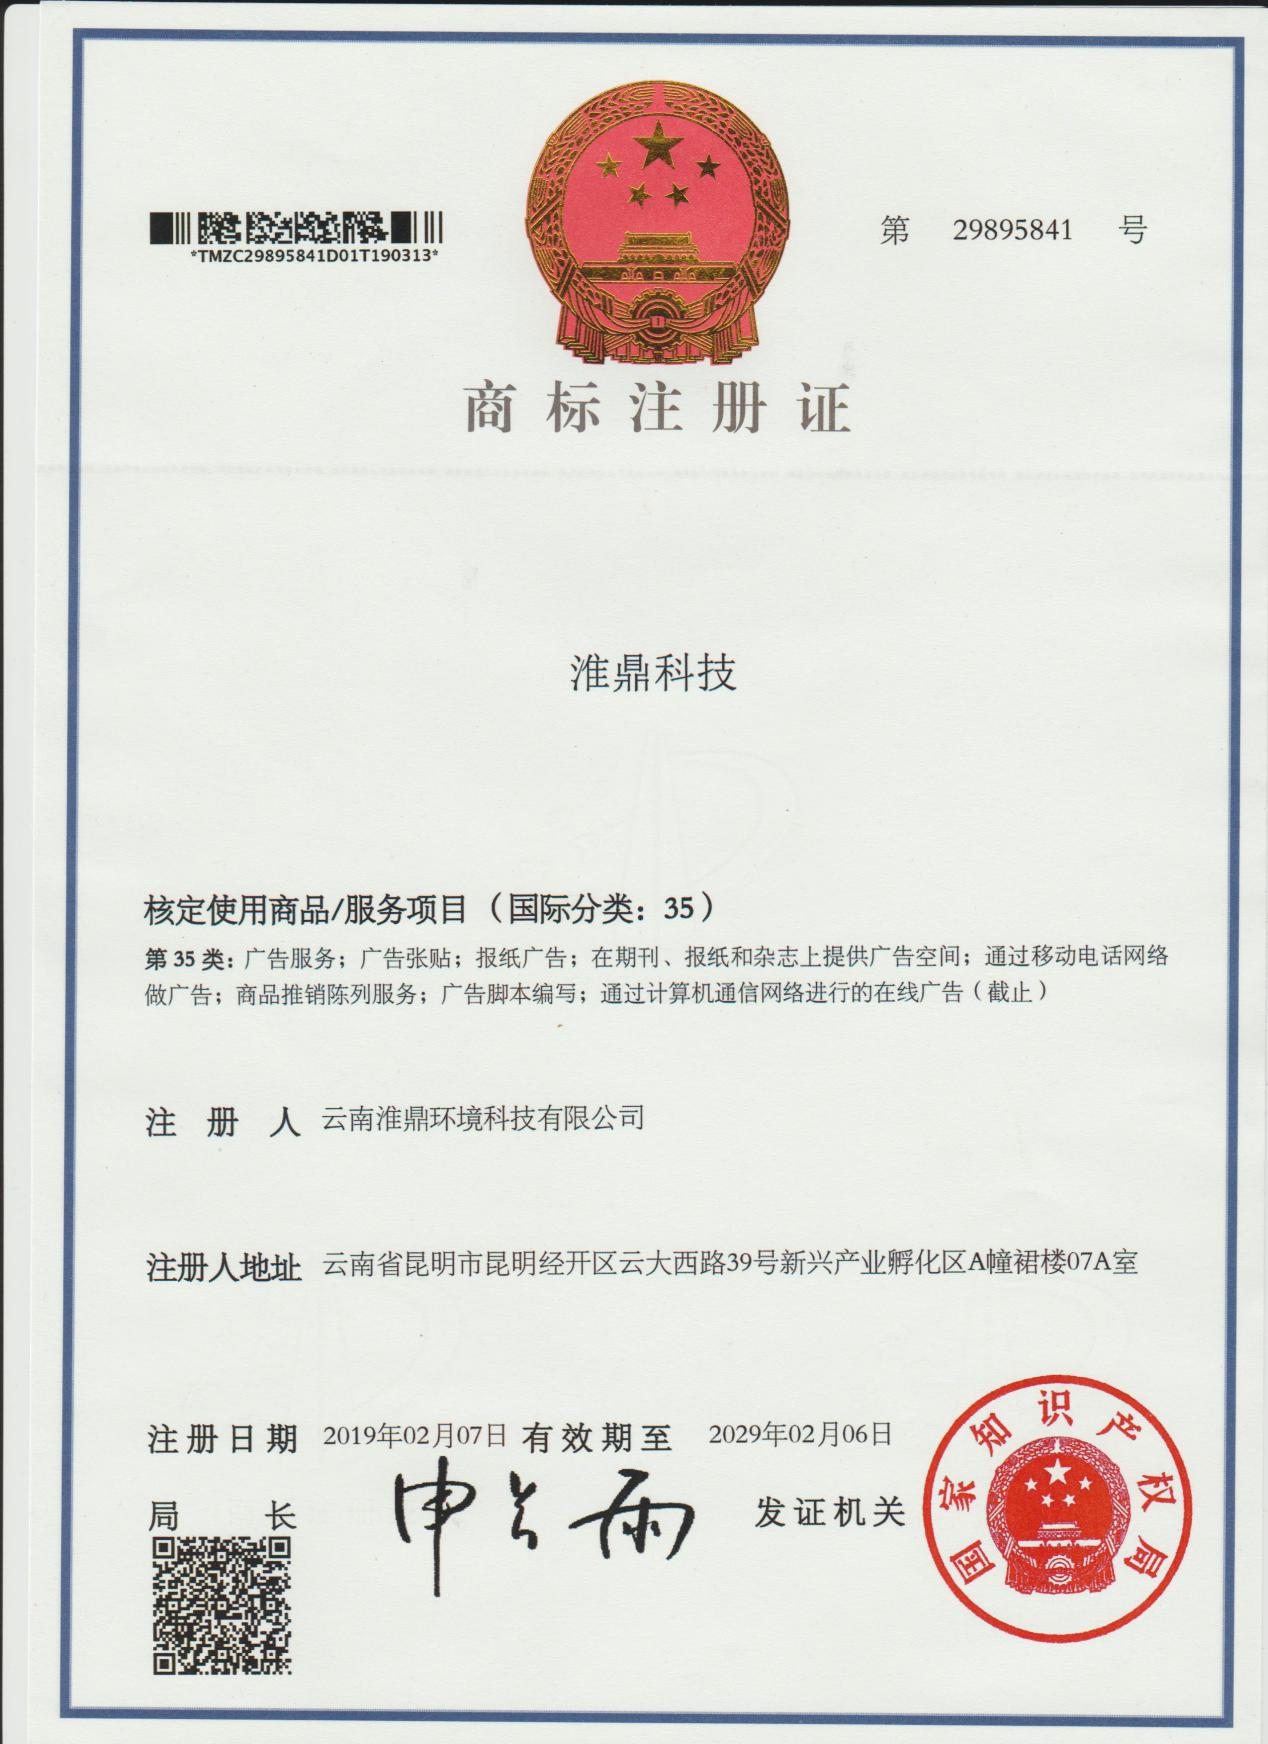 *TMZC29895841D01T190313*
第 29895841 号
商标注册证
淮鼎科技
核定使用商品/服务项目（国际分类：35）
第 35 类：广告服务；广告张贴；报纸广告；在期刊、报纸和杂志上提供广告空间；通过移动电话网络
做广告；商品推销陈列服务；广告脚本编写；通过计算机通信网络进行的在线广告（截止）
注 册 人 云南淮鼎环境科技有限公司
注册人地址 云南省昆明市昆明经开区云大西路39号新兴产业孵化区A幢裙楼07A室
注册日期 2019年02月07日 有效期至 2029年02月06日
局 长 申长雨 发证机关
国家知识产权局